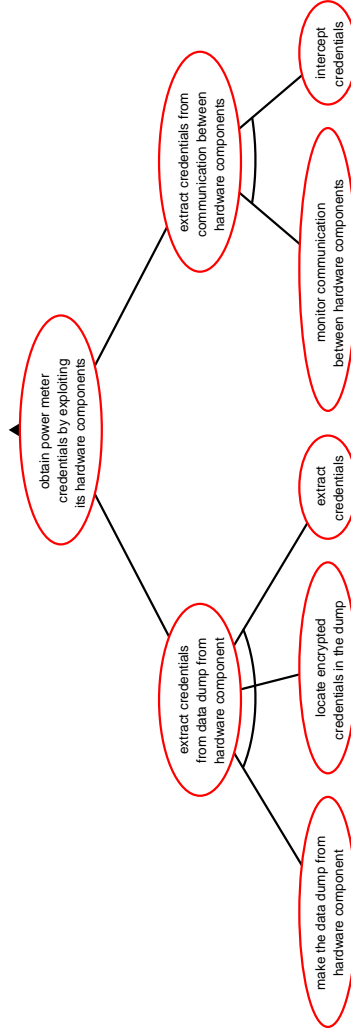 obtain power meter
credentials by exploiting
its hardware components
extract credentials
from data dump from
hardware component
extract credentials from
communication between
hardware components
make the data dump from
hardware component
locate encrypted
credentials in the dump
extract
credentials
monitor communication
between hardware components
intercept
credentials